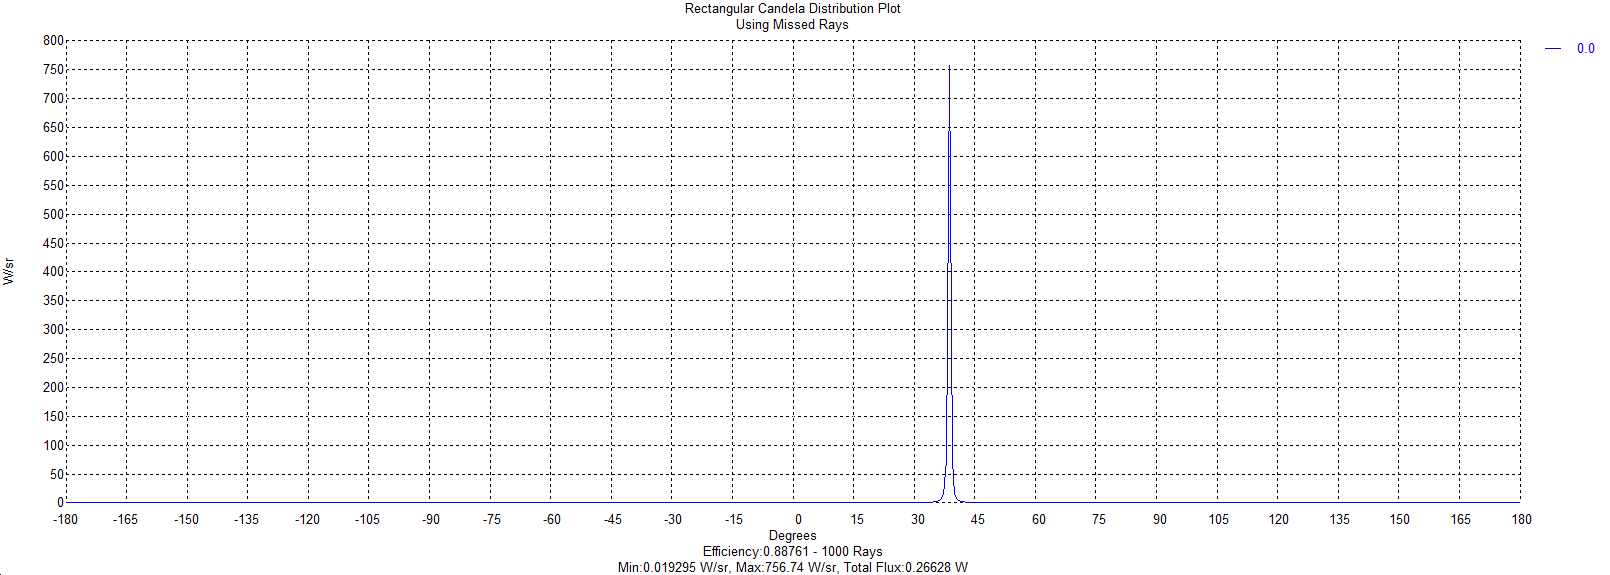 Rectangular Candela Distribution Plot
Using Missed Rays
0.0
800
750
700
650
600
550
500
450
400
350
300
250
200
150
100
50
0
W/sr
-180 -165 -150 -135 -120 -105 -90 -75 -60 -45 -30 -15 0 15 30 45 60 75 90 105 120 135 150 165 180
Degrees
Efficiency:0.88761 - 1000 Rays
Min:0.019295 W/sr, Max:756.74 W/sr, Total Flux:0.26628 W